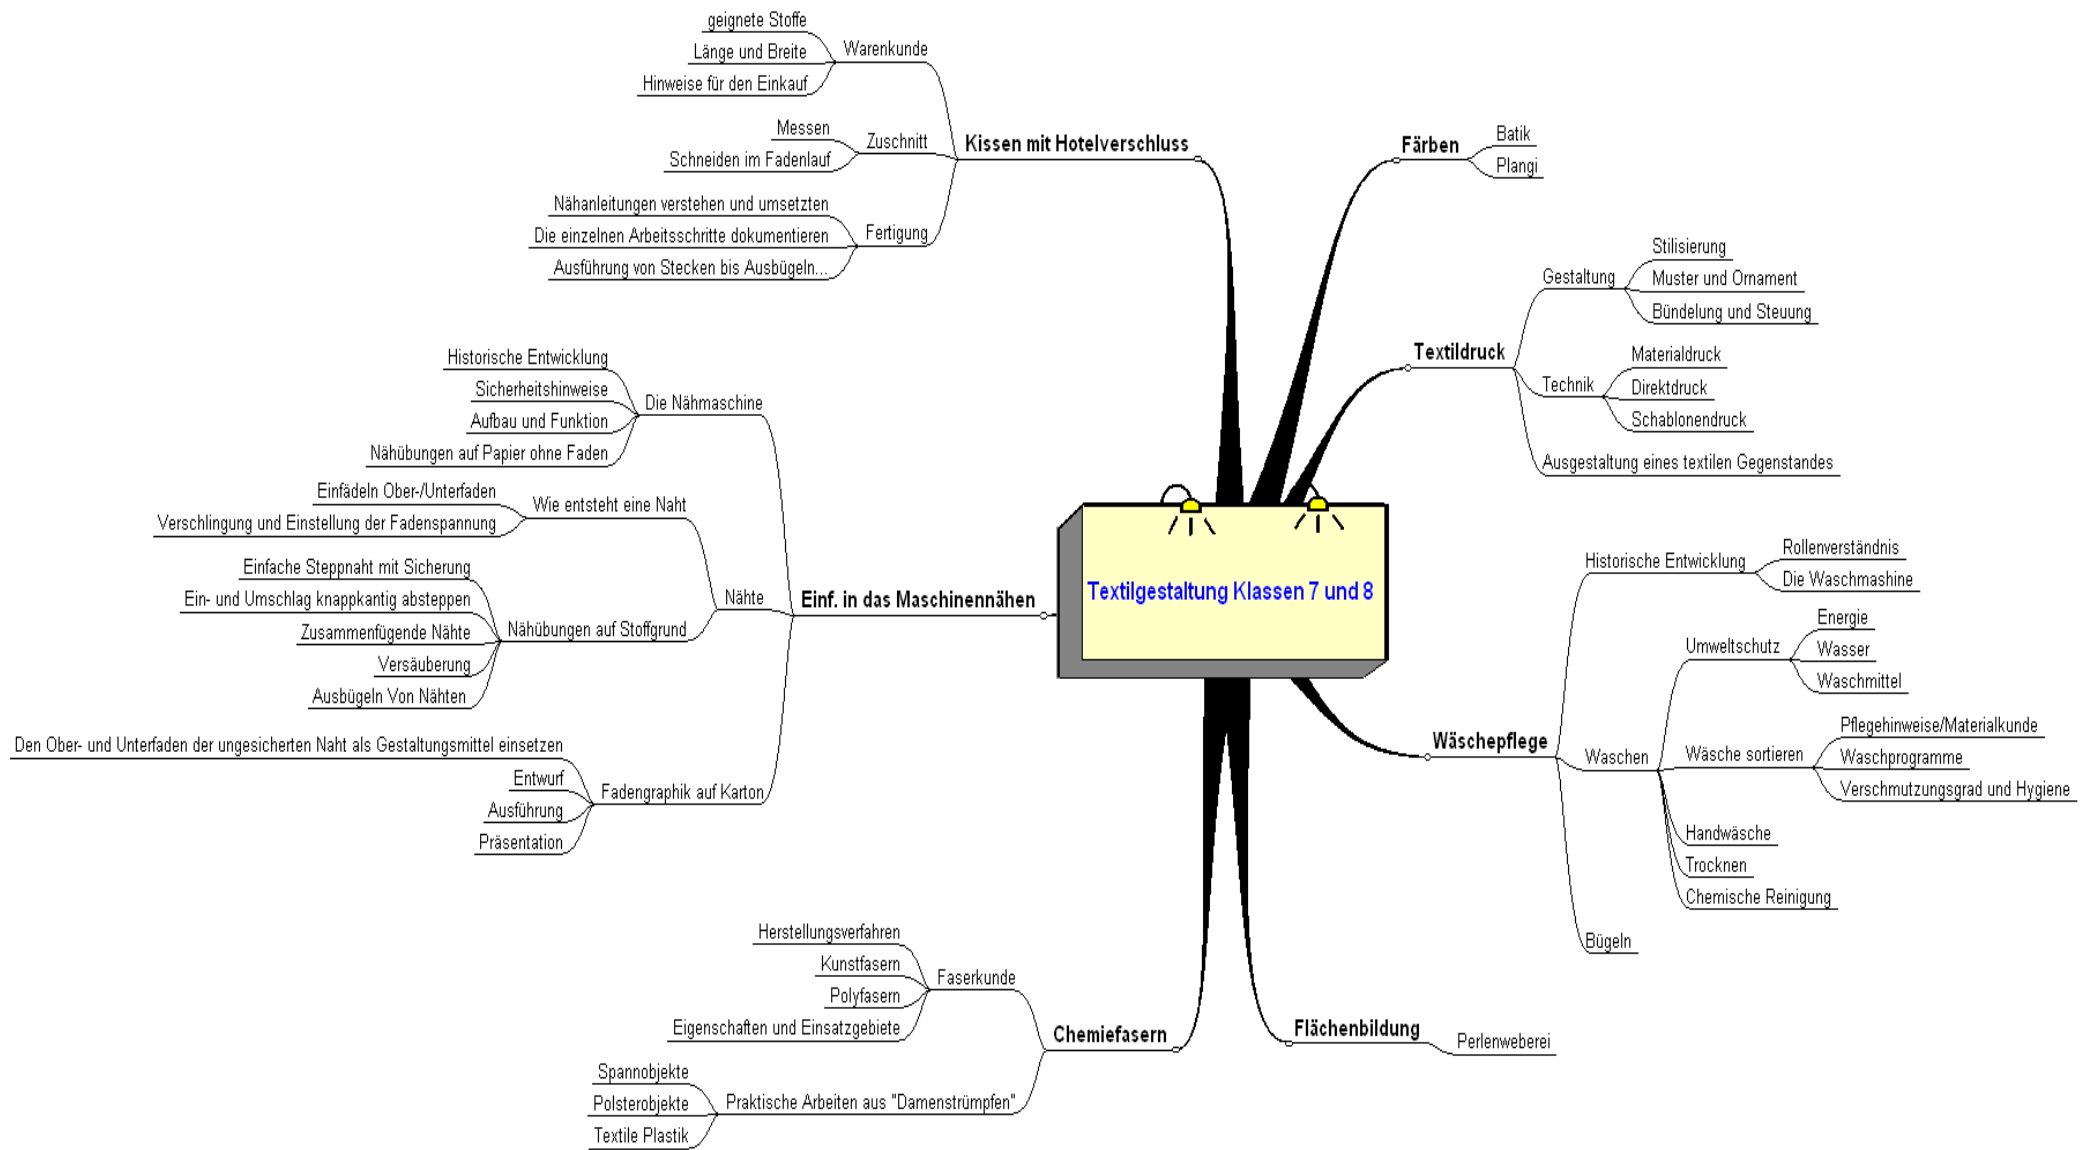 geignete Stoffe
Länge und Breite
Hinweise für den Einkauf
Warenkunde
Messen
Schneiden im Fadenlauf
Zuschnitt
Nähanleitungen verstehen und umsetzten
Die einzelnen Arbeitsschritte dokumentieren
Ausführung von Stecken bis Ausbügeln...
Fertigung
Kissen mit Hotelverschluss
Historische Entwicklung
Sicherheitshinweise
Aufbau und Funktion
Nähübungen auf Papier ohne Faden
Die Nähmaschine
Einfädeln Ober-/Unterfaden
Verschlingung und Einstellung der Fadenspannung
Wie entsteht eine Naht
Einfache Steppnaht mit Sicherung
Ein- und Umschlag knappkantig absteppen
Zusammenfügende Nähte
Versäuberung
Ausbügeln Von Nähten
Nähübungen auf Stoffgrund
Nähte
Den Ober- und Unterfaden der ungesicherten Naht als Gestaltungsmittel einsetzen
Entwurf
Ausführung
Präsentation
Fadengraphik auf Karton
Einf. in das Maschinennähen
Herstellungsverfahren
Kunstfasern
Polyfasern
Eigenschaften und Einsatzgebiete
Faserkunde
Spannobjekte
Polsterobjekte
Textile Plastik
Praktische Arbeiten aus "Damenstrümpfen"
Chemiefasern
Textilgestaltung Klassen 7 und 8
Färben
Batik
Plangi
Textildruck
Gestaltung
Stilisierung
Muster und Ornament
Bündelung und Steuung
Technik
Materialdruck
Direktdruck
Schablonendruck
Ausgestaltung eines textilen Gegenstandes
Wäschepflege
Historische Entwicklung
Rollenverständnis
Die Waschmashine
Waschen
Umweltschutz
Energie
Wasser
Waschmittel
Wäsche sortieren
Pflegehinweise/Materialkunde
Waschprogramme
Verschmutzungsgrad und Hygiene
Handwäsche
Trocknen
Chemische Reinigung
Bügeln
Flächenbildung
Perlenweberei